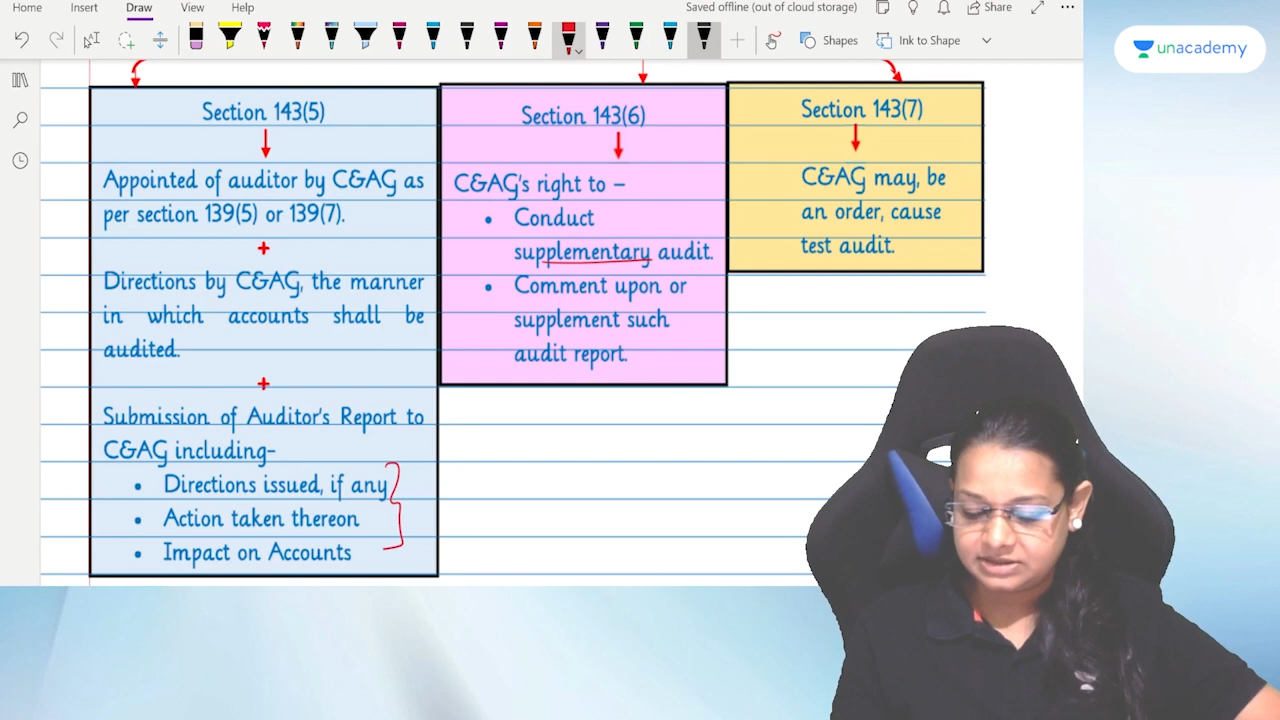 Home Insert Draw View Help
Saved offline (out of cloud storage)
Share
Shapes
Ink to Shape
unacademy
Section 143(5)
Appointed of auditor by C&AG as
per section 139(5) or 139(7).
+
Directions by C&AG, the manner
in which accounts shall be
audited.
+
Submission of Auditor's Report to
C&AG including-
• Directions issued, if any
• Action taken thereon
• Impact on Accounts
Section 143(6)
C&AG's right to –
• Conduct
supplementary audit.
• Comment upon or
supplement such
audit report.
Section 143(7)
C&AG may, be
an order, cause
test audit.